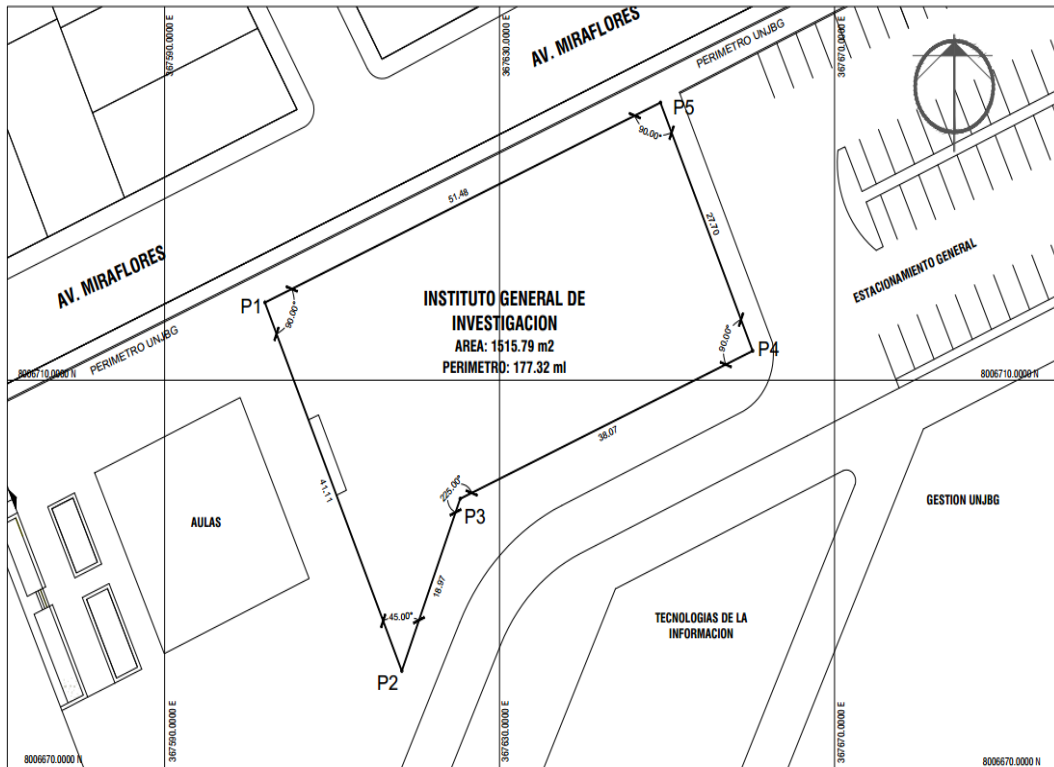 367590.0000 E
367630.0000 E
367670.0000 E
AV. MIRAFLORES
PERIMETRO UNJBG
P5
90.00°
51.48
27.70
ESTACIONAMIENTO GENERAL
AV. MIRAFLORES
P1
90.00°
INSTITUTO GENERAL DE
INVESTIGACION
AREA: 1515.79 m2
PERIMETRO: 177.32 ml
PERIMETRO UNJBG
90.00°
P4
8006710.0000 N
8006710.0000 N
38.07
41.11
225.00°
P3
AULAS
GESTION UNJBG
18.97
45.00°
TECNOLOGIAS DE LA
INFORMACION
P2
367590.0000 E
367630.0000 E
367670.0000 E
8006670.0000 N
8006670.0000 N